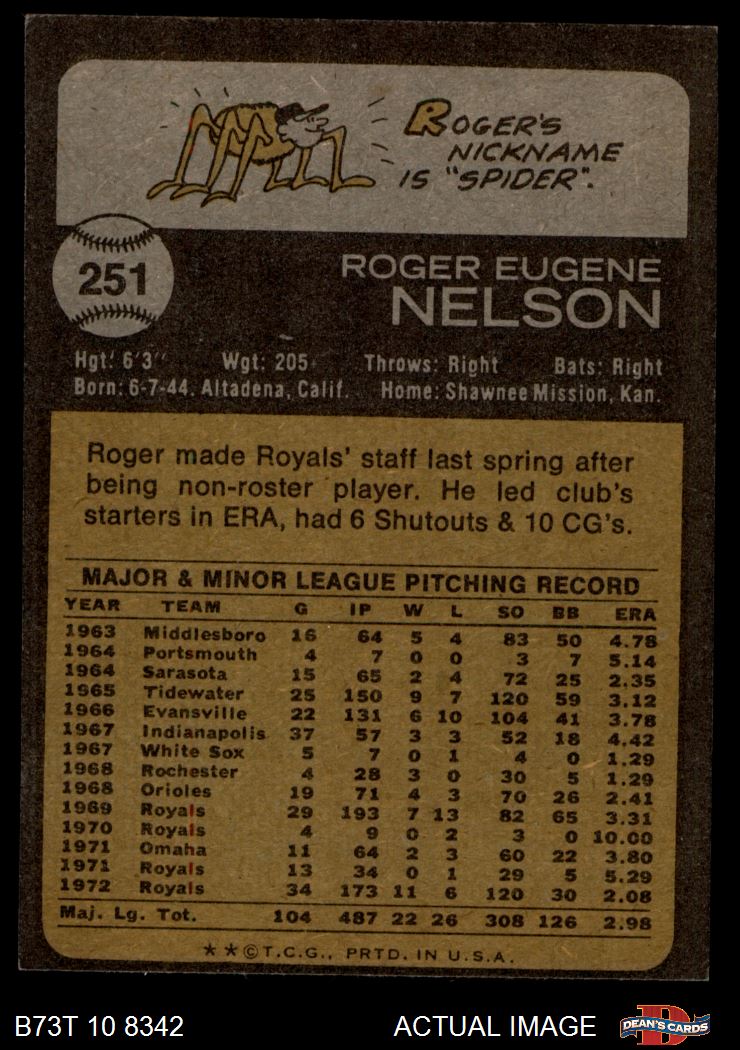 ROGER'S
NICKNAME
IS "SPIDER".
251
ROGER EUGENE
NELSON
Hgt: 6'3" Wgt: 205 Throws: Right Bats: Right
Born: 6-7-44. Altadena, Calif. Home: Shawnee Mission, Kan.
Roger made Royals' staff last spring after
being non-roster player. He led club's
starters in ERA, had 6 Shutouts & 10 CG's.
MAJOR & MINOR LEAGUE PITCHING RECORD
YEAR TEAM G IP W L SO BB ERA
1963 Middlesboro 16 64 5 4 83 50 4.78
1964 Portsmouth 4 7 0 0 3 7 5.14
1964 Sarasota 15 65 2 4 72 25 2.35
1965 Tidewater 25 150 9 7 120 59 3.12
1966 Evansville 22 131 6 10 104 41 3.78
1967 Indianapolis 37 57 3 3 52 18 4.42
1967 White Sox 5 7 0 1 4 0 1.29
1968 Rochester 4 28 3 0 30 5 1.29
1968 Orioles 19 71 4 3 70 26 2.41
1969 Royals 29 193 7 13 82 65 3.31
1970 Royals 4 9 0 2 3 0 10.00
1971 Omaha 11 64 2 3 60 22 3.80
1971 Royals 13 34 0 1 29 5 5.29
1972 Royals 34 173 11 6 120 30 2.08
Maj. Lg. Tot. 104 487 22 26 308 126 2.98
**©T.C.G., PRTD. IN U.S.A.
B73T 10 8342 ACTUAL IMAGE D DEAN'S CARDS